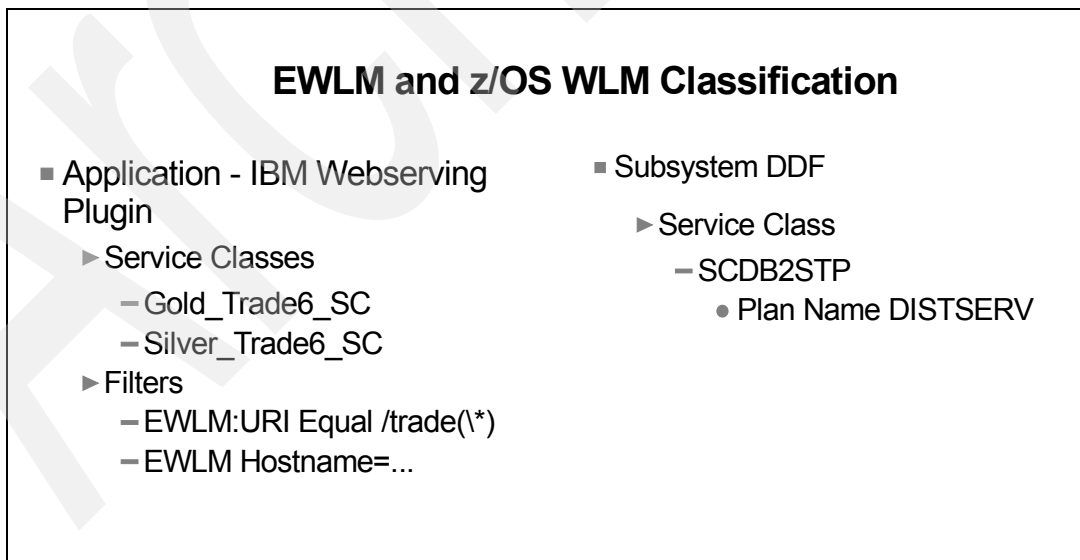 EWLM and z/OS WLM Classification
Application - IBM Webserving
Plugin
Service Classes
Gold_Trade6_SC
Silver_Trade6_SC
Filters
EWLM:URI Equal /trade(\*)
EWLM Hostname=...
Subsystem DDF
Service Class
SCDB2STP
Plan Name DISTSERV